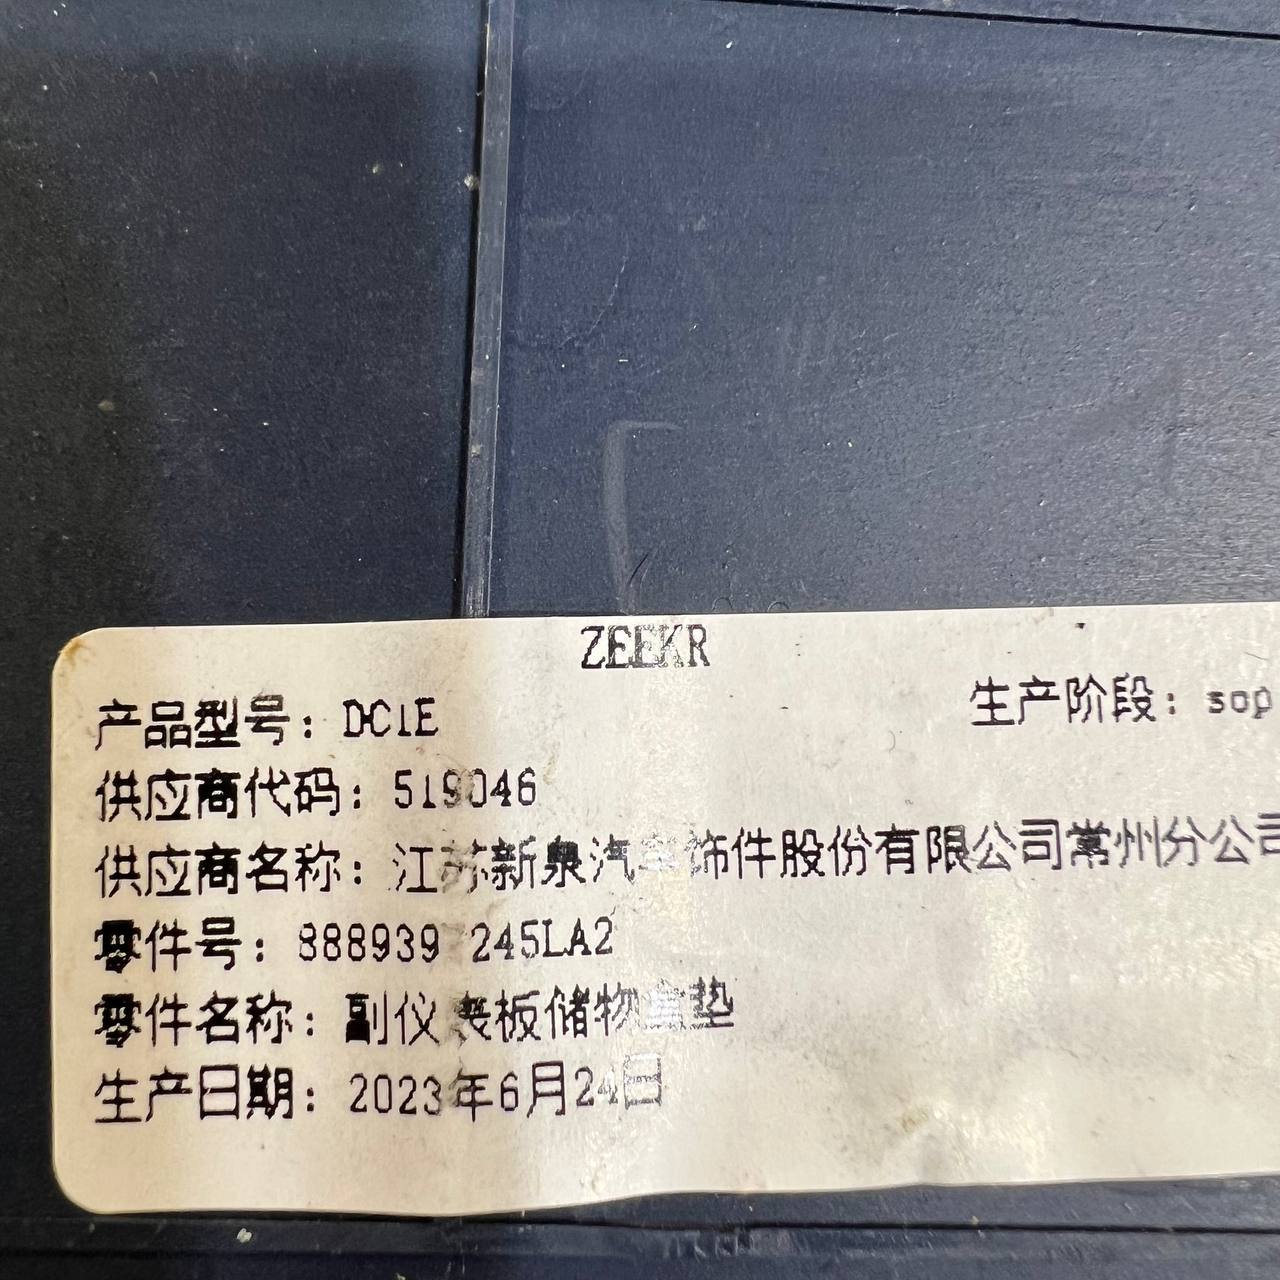 ZEEKR
产品型号：DC1E 生产阶段：sop
供应商代码：519046
供应商名称：江苏新泉汽车饰件股份有限公司常州分公司
零件号：888939 245LA2
零件名称：副仪表板储物盒垫
生产日期：2023年6月24日